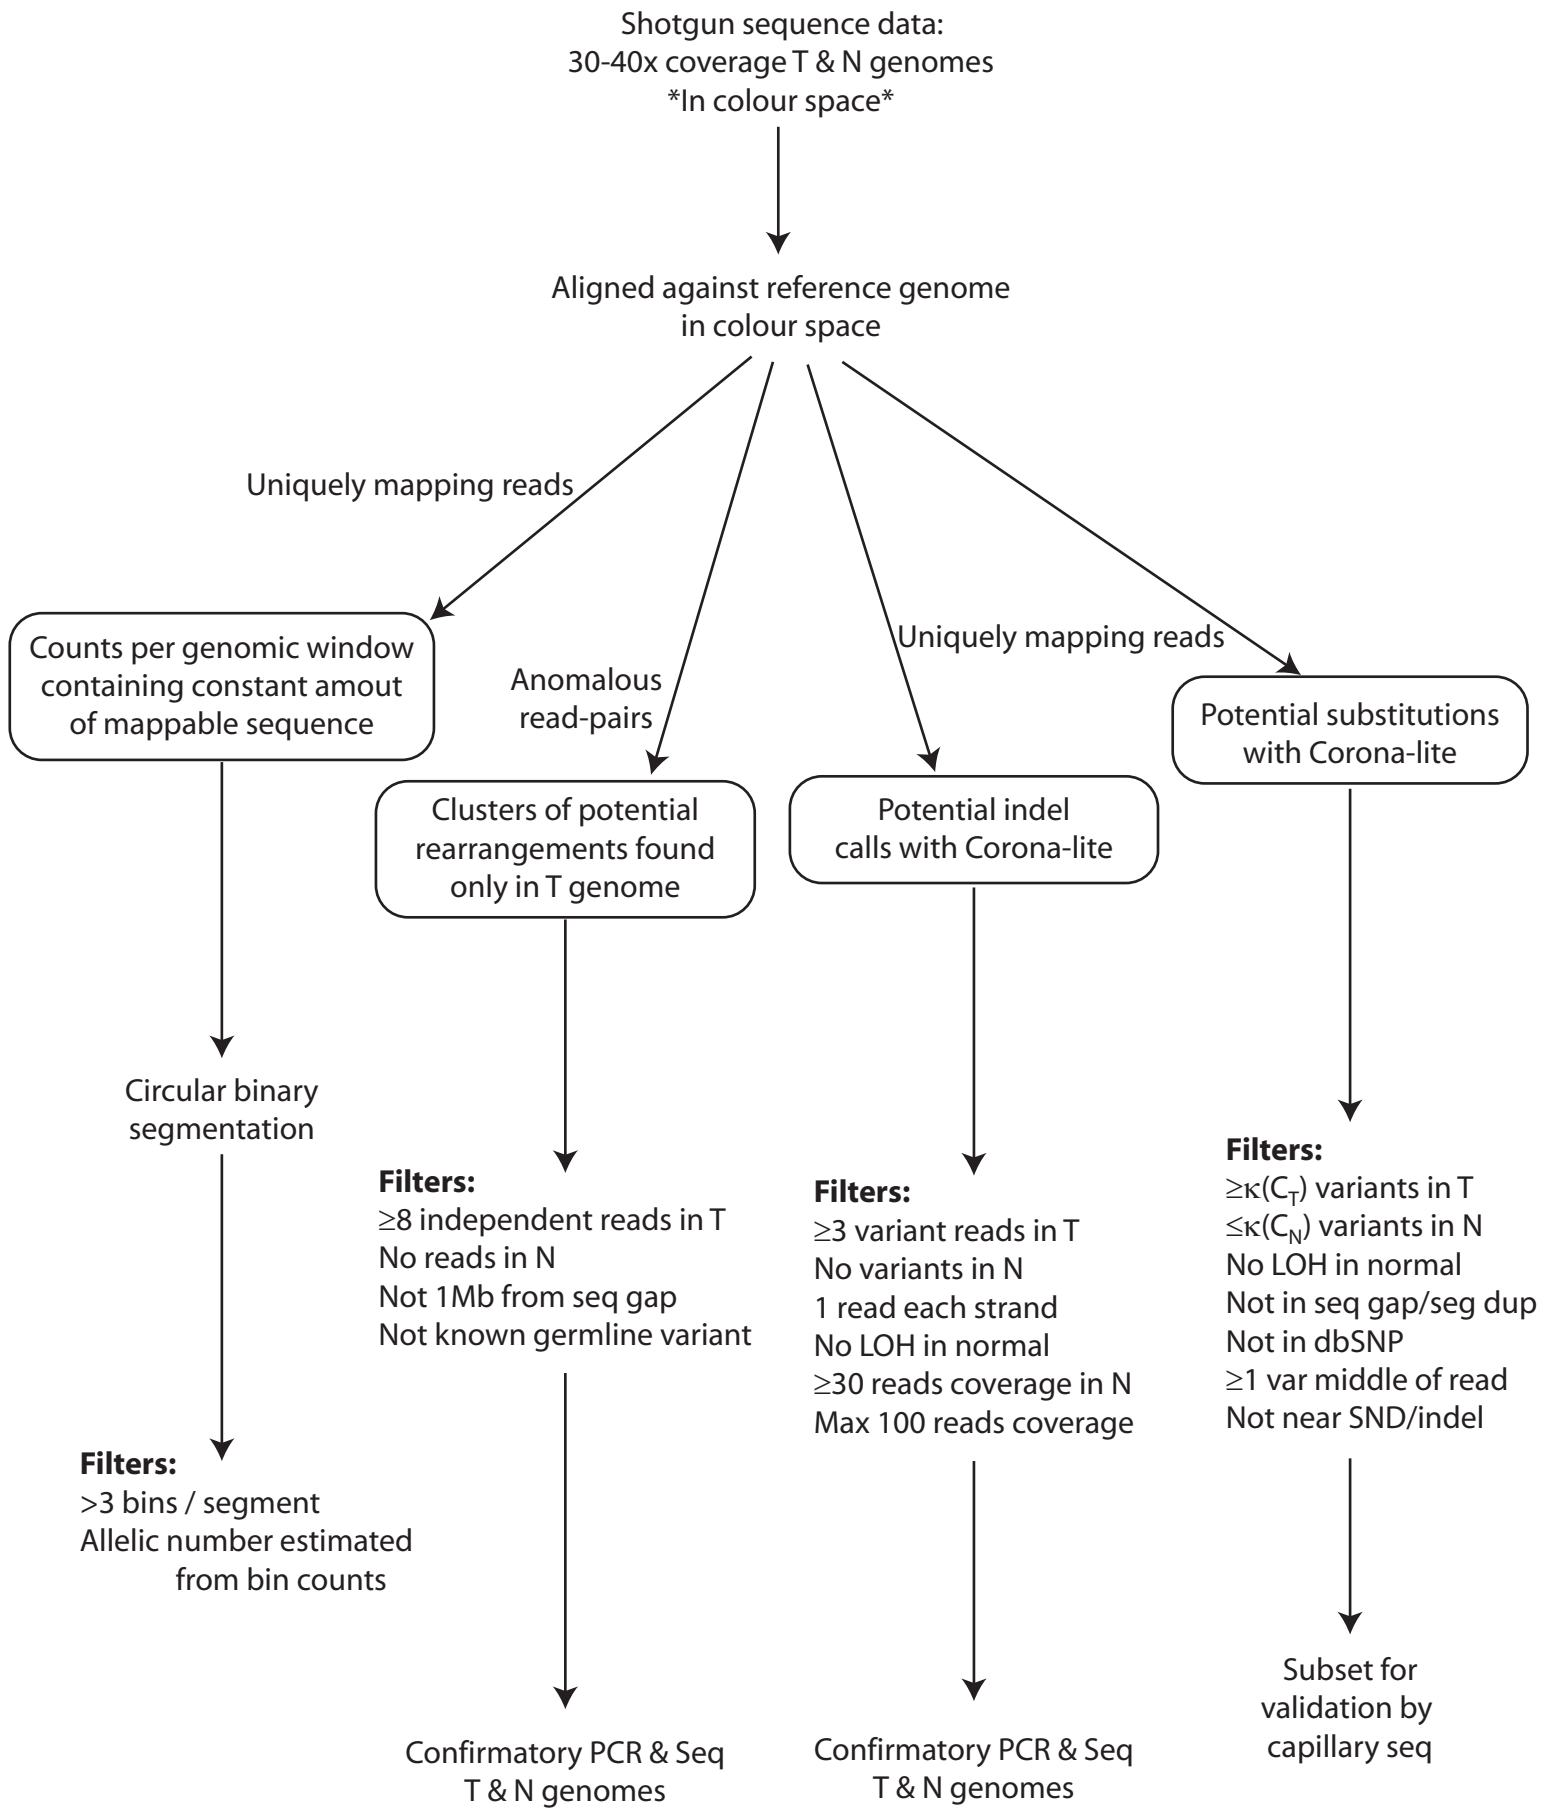 Shotgun sequence data:
30-40x coverage T & N genomes
*In colour space*
Aligned against reference genome
in colour space
Uniquely mapping reads
Counts per genomic window
containing constant amout
of mappable sequence
Circular binary
segmentation
Filters:
>3 bins / segment
Allelic number estimated
from bin counts
Anomalous
read-pairs
Clusters of potential
rearrangements found
only in T genome
Filters:
≥8 independent reads in T
No reads in N
Not 1Mb from seq gap
Not known germline variant
Confirmatory PCR & Seq
T & N genomes
Uniquely mapping reads
Potential indel
calls with Corona-lite
Filters:
≥3 variant reads in T
No variants in N
1 read each strand
No LOH in normal
≥30 reads coverage in N
Max 100 reads coverage
Confirmatory PCR & Seq
T & N genomes
Potential substitutions
with Corona-lite
Filters:
≥κ(C_T) variants in T
≤κ(C_N) variants in N
No LOH in normal
Not in seq gap/seg dup
Not in dbSNP
≥1 var middle of read
Not near SND/indel
Subset for
validation by
capillary seq